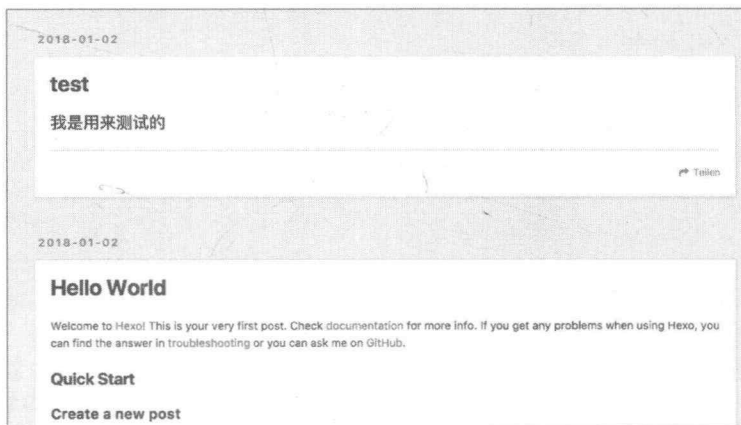 2018-01-02
test
我是用来测试的
Teilen
2018-01-02
Hello World
Welcome to Hexo! This is your very first post. Check documentation for more info. If you get any problems when using Hexo, you
can find the answer in troubleshooting or you can ask me on GitHub.
Quick Start
Create a new post